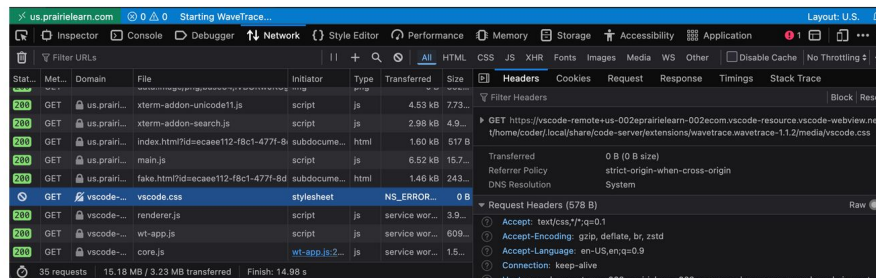 us.prairielearn.com 0 0 Starting WaveTrace... Layout: U.S.
Inspector Console Debugger Network Style Editor Performance Memory Storage Accessibility Application 1
Filter URLs All HTML CSS JS XHR Fonts Images Media WS Other Disable Cache No Throttling
Stat... Met... Domain File Initiator Type Transferred Size Headers Cookies Request Response Timings Stack Trace
Filter Headers Block Res
200 GET us.prairi... xterm-addon-unicode11.js script js 4.53 kB 7.73...
200 GET us.prairi... xterm-addon-search.js script js 2.98 kB 4.9...
200 GET us.prairi... index.html?id=ecaee112-f8c1-477f-8 subdocume... html 1.60 kB 517 B
200 GET us.prairi... main.js script js 6.52 kB 15.7...
200 GET us.prairi... fake.html?id=ecaee112-f8c1-477f-8d subdocume... html 1.46 kB 243...
GET vscode-... vscode.css stylesheet NS_ERROR... 0 B
200 GET vscode-... renderer.js script js service wor... 3.9...
200 GET vscode-... wt-app.js script js service wor... 609...
200 GET vscode-... core.js wt-app.js:2... js service wor... 1.5...
35 requests 15.18 MB / 3.23 MB transferred Finish: 14.98 s
GET https://vscode-remote+us-002eprairielearn-002ecom.vscode-resource.vscode-webview.ne
t/home/coder/.local/share/code-server/extensions/wavetrace.wavetrace-1.1.2/media/vscode.css
Transferred 0 B (0 B size)
Referrer Policy strict-origin-when-cross-origin
DNS Resolution System
Request Headers (578 B) Raw
Accept: text/css,*/*;q=0.1
Accept-Encoding: gzip, deflate, br, zstd
Accept-Language: en-US,en;q=0.9
Connection: keep-alive